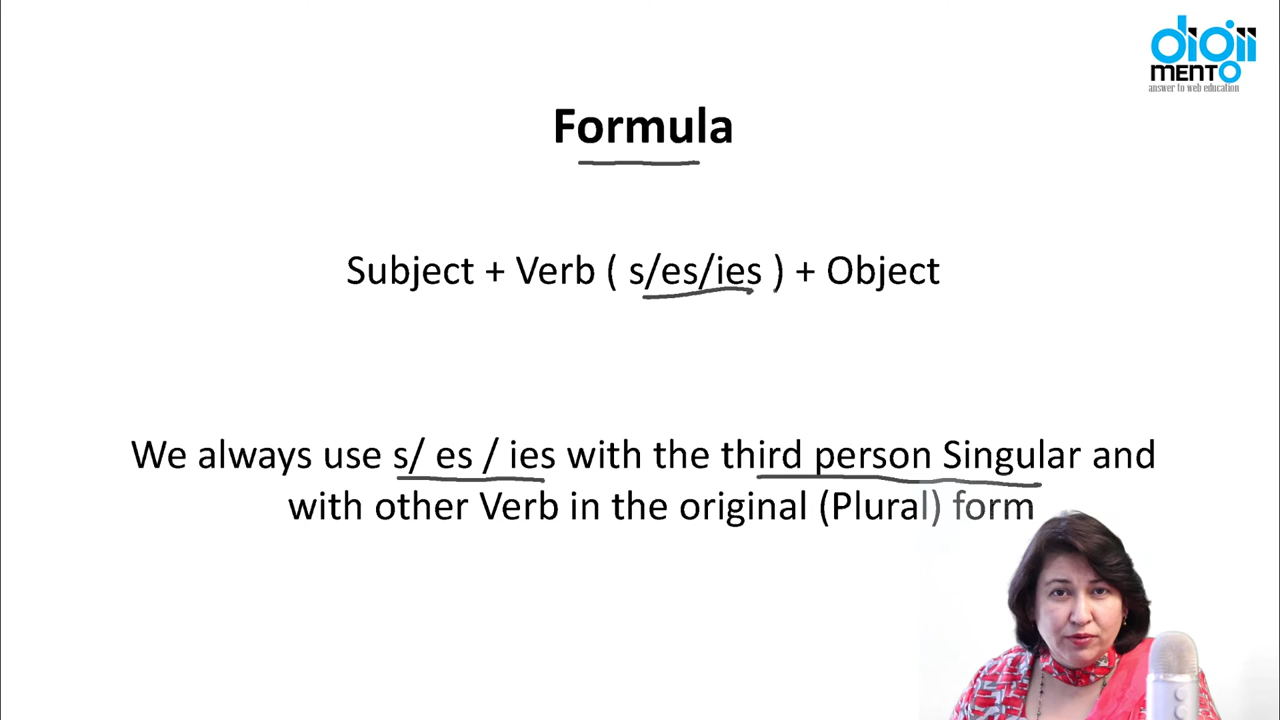 digii
MENTO
answer to web education
Formula
Subject + Verb ( s/es/ies ) + Object
We always use s/ es / ies with the third person Singular and
with other Verb in the original (Plural) form